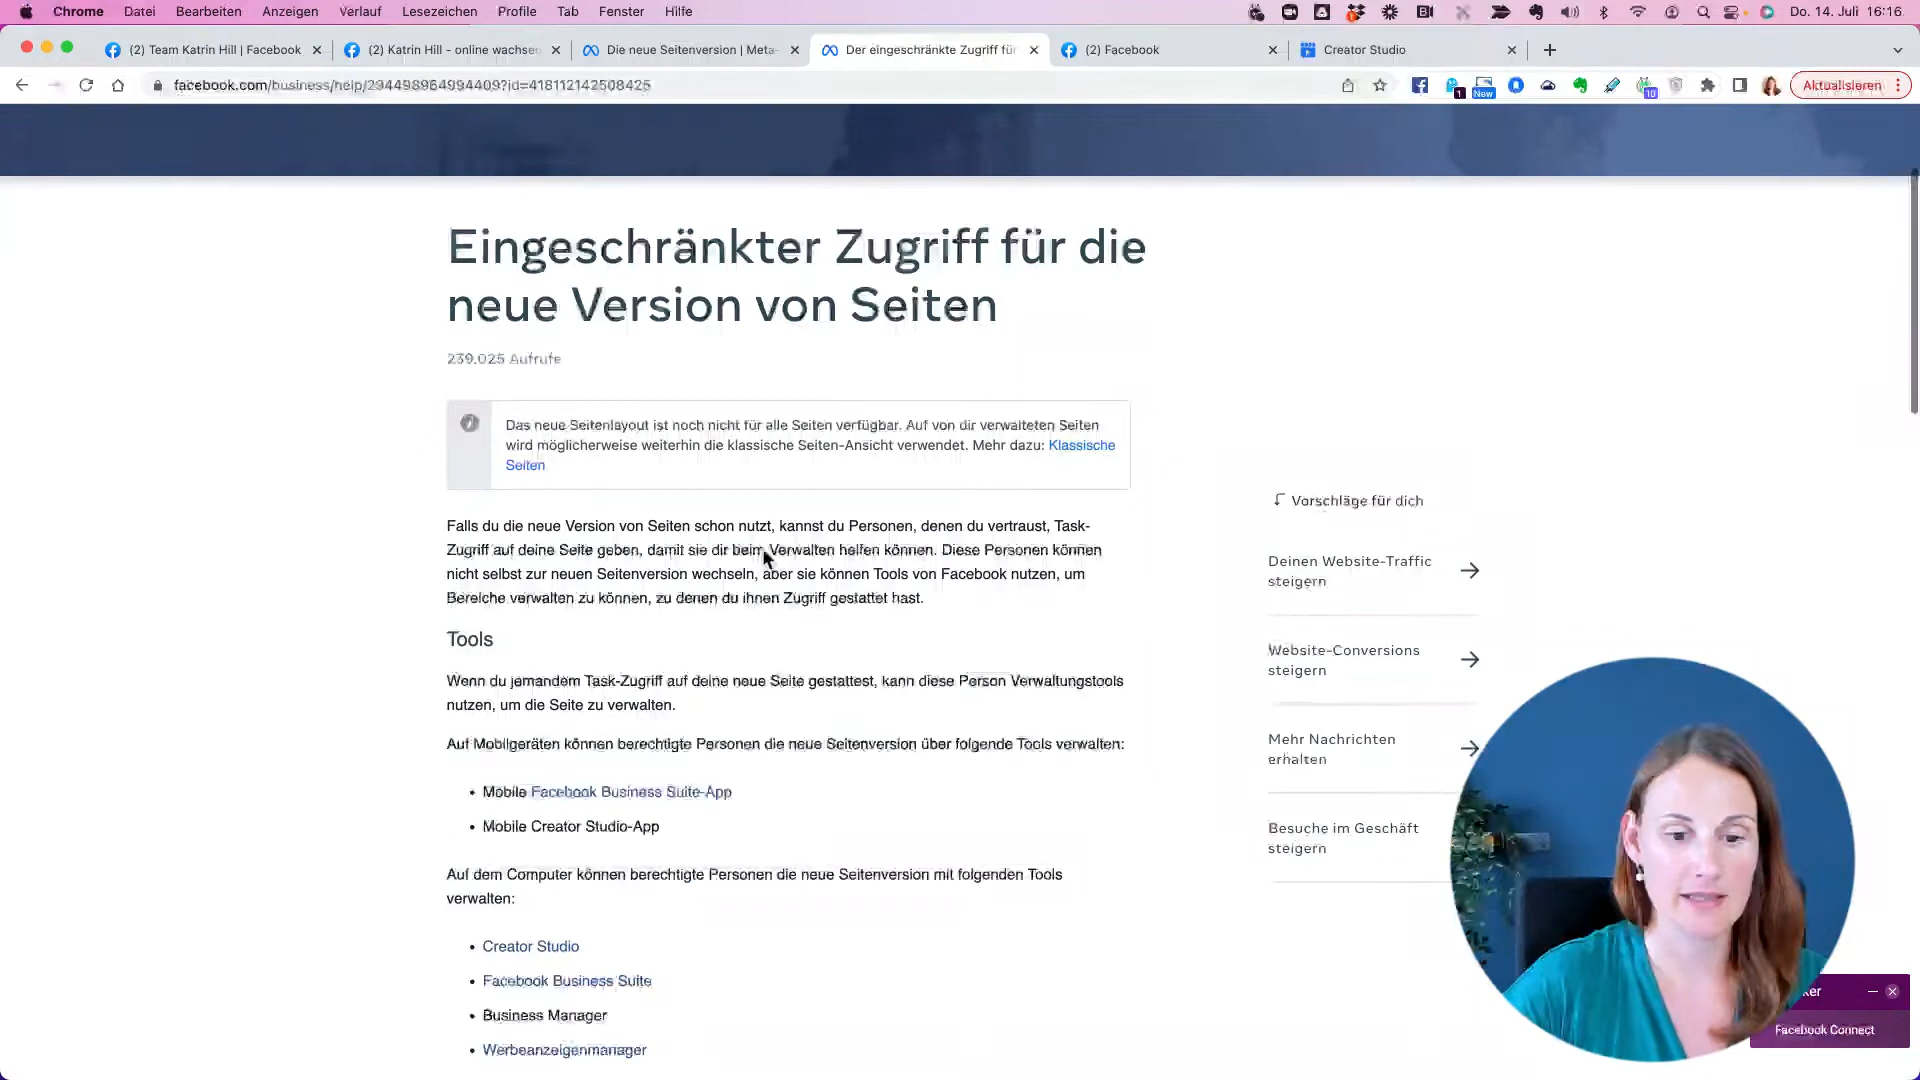 Chrome Datei Bearbeiten Anzeigen Verlauf Lesezeichen Profile Tab Fenster Hilfe Do. 14. Juli 16:16
(2) Team Katrin Hill | Facebook (2) Katrin Hill - online wachsen Die neue Seitenversion | Meta- Der eingeschränkte Zugriff für (2) Facebook Creator Studio
facebook.com/business/help/294498954994409?id=418112142508425 1 New 10 Aktualisieren
Eingeschränkter Zugriff für die
neue Version von Seiten
239.025 Aufrufe
Das neue Seitenlayout ist noch nicht für alle Seiten verfügbar. Auf von dir verwalteten Seiten
wird möglicherweise weiterhin die klassische Seiten-Ansicht verwendet. Mehr dazu: Klassische
Seiten
Falls du die neue Version von Seiten schon nutzt, kannst du Personen, denen du vertraust, Task-
Zugriff auf deine Seite geben, damit sie dir beim Verwalten helfen können. Diese Personen können
nicht selbst zur neuen Seitenversion wechseln, aber sie können Tools von Facebook nutzen, um
Bereiche verwalten zu können, zu denen du ihnen Zugriff gestattet hast.
Tools
Wenn du jemandem Task-Zugriff auf deine neue Seite gestattest, kann diese Person Verwaltungstools
nutzen, um die Seite zu verwalten.
Auf Mobilgeräten können berechtigte Personen die neue Seitenversion über folgende Tools verwalten:
• Mobile Facebook Business Suite-App
• Mobile Creator Studio-App
Auf dem Computer können berechtigte Personen die neue Seitenversion mit folgenden Tools
verwalten:
• Creator Studio
• Facebook Business Suite
• Business Manager
• Werbeanzeigenmanager
Vorschläge für dich
Deinen Website-Traffic
steigern
Website-Conversions
steigern
Mehr Nachrichten
erhalten
Besuche im Geschäft
steigern
ker
Facebook Connect